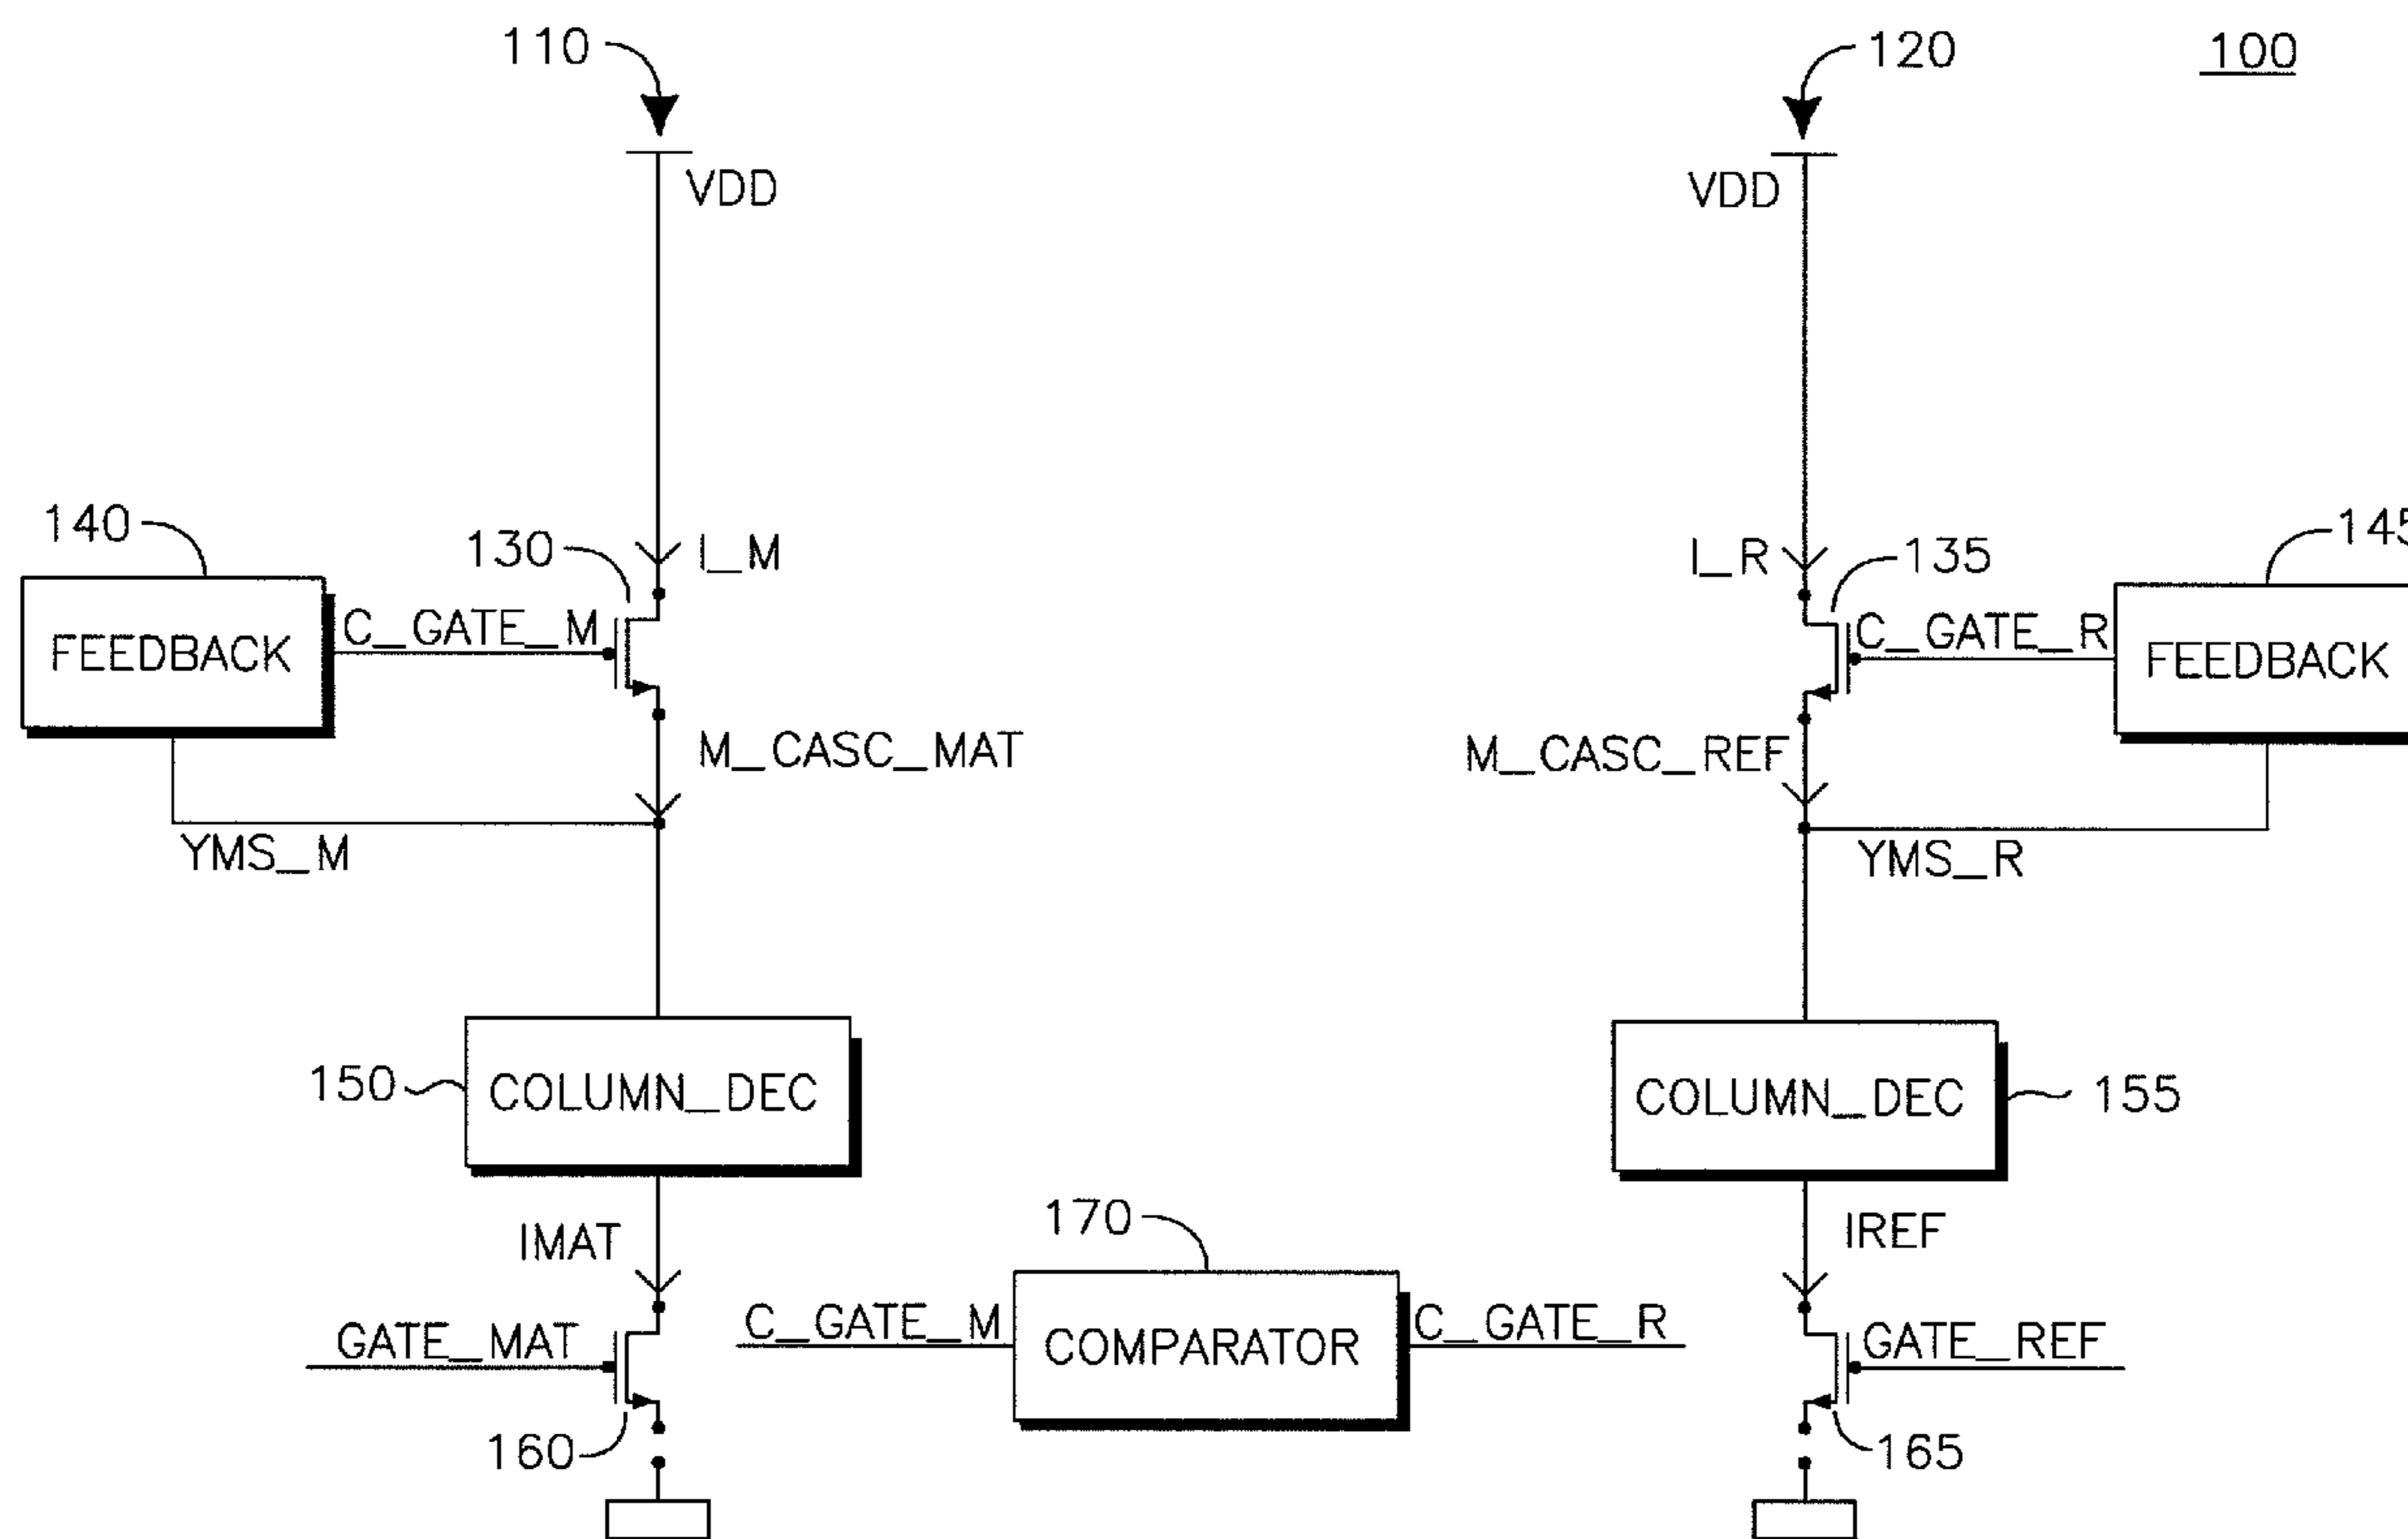 110
120
100
VDD
VDD
140
130
I_M
I_R
135
145
FEEDBACK
C_GATE_M
C_GATE_R
FEEDBACK
M_CASC_MAT
M_CASC_REF
YMS_M
YMS_R
150
COLUMN_DEC
COLUMN_DEC
155
IMAT
170
IREF
GATE_MAT
C_GATE_M
COMPARATOR
C_GATE_R
GATE_REF
160
165